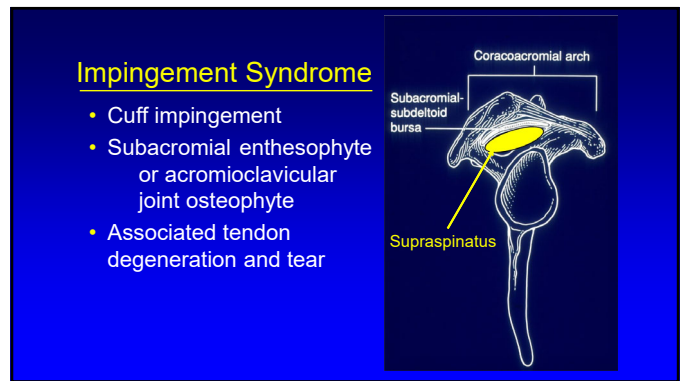 Impingement Syndrome
• Cuff impingement
• Subacromial enthesophyte
or acromioclavicular
joint osteophyte
• Associated tendon
degeneration and tear
Coracoacromial arch
Subacromial-
subdeltoid
bursa
Supraspinatus